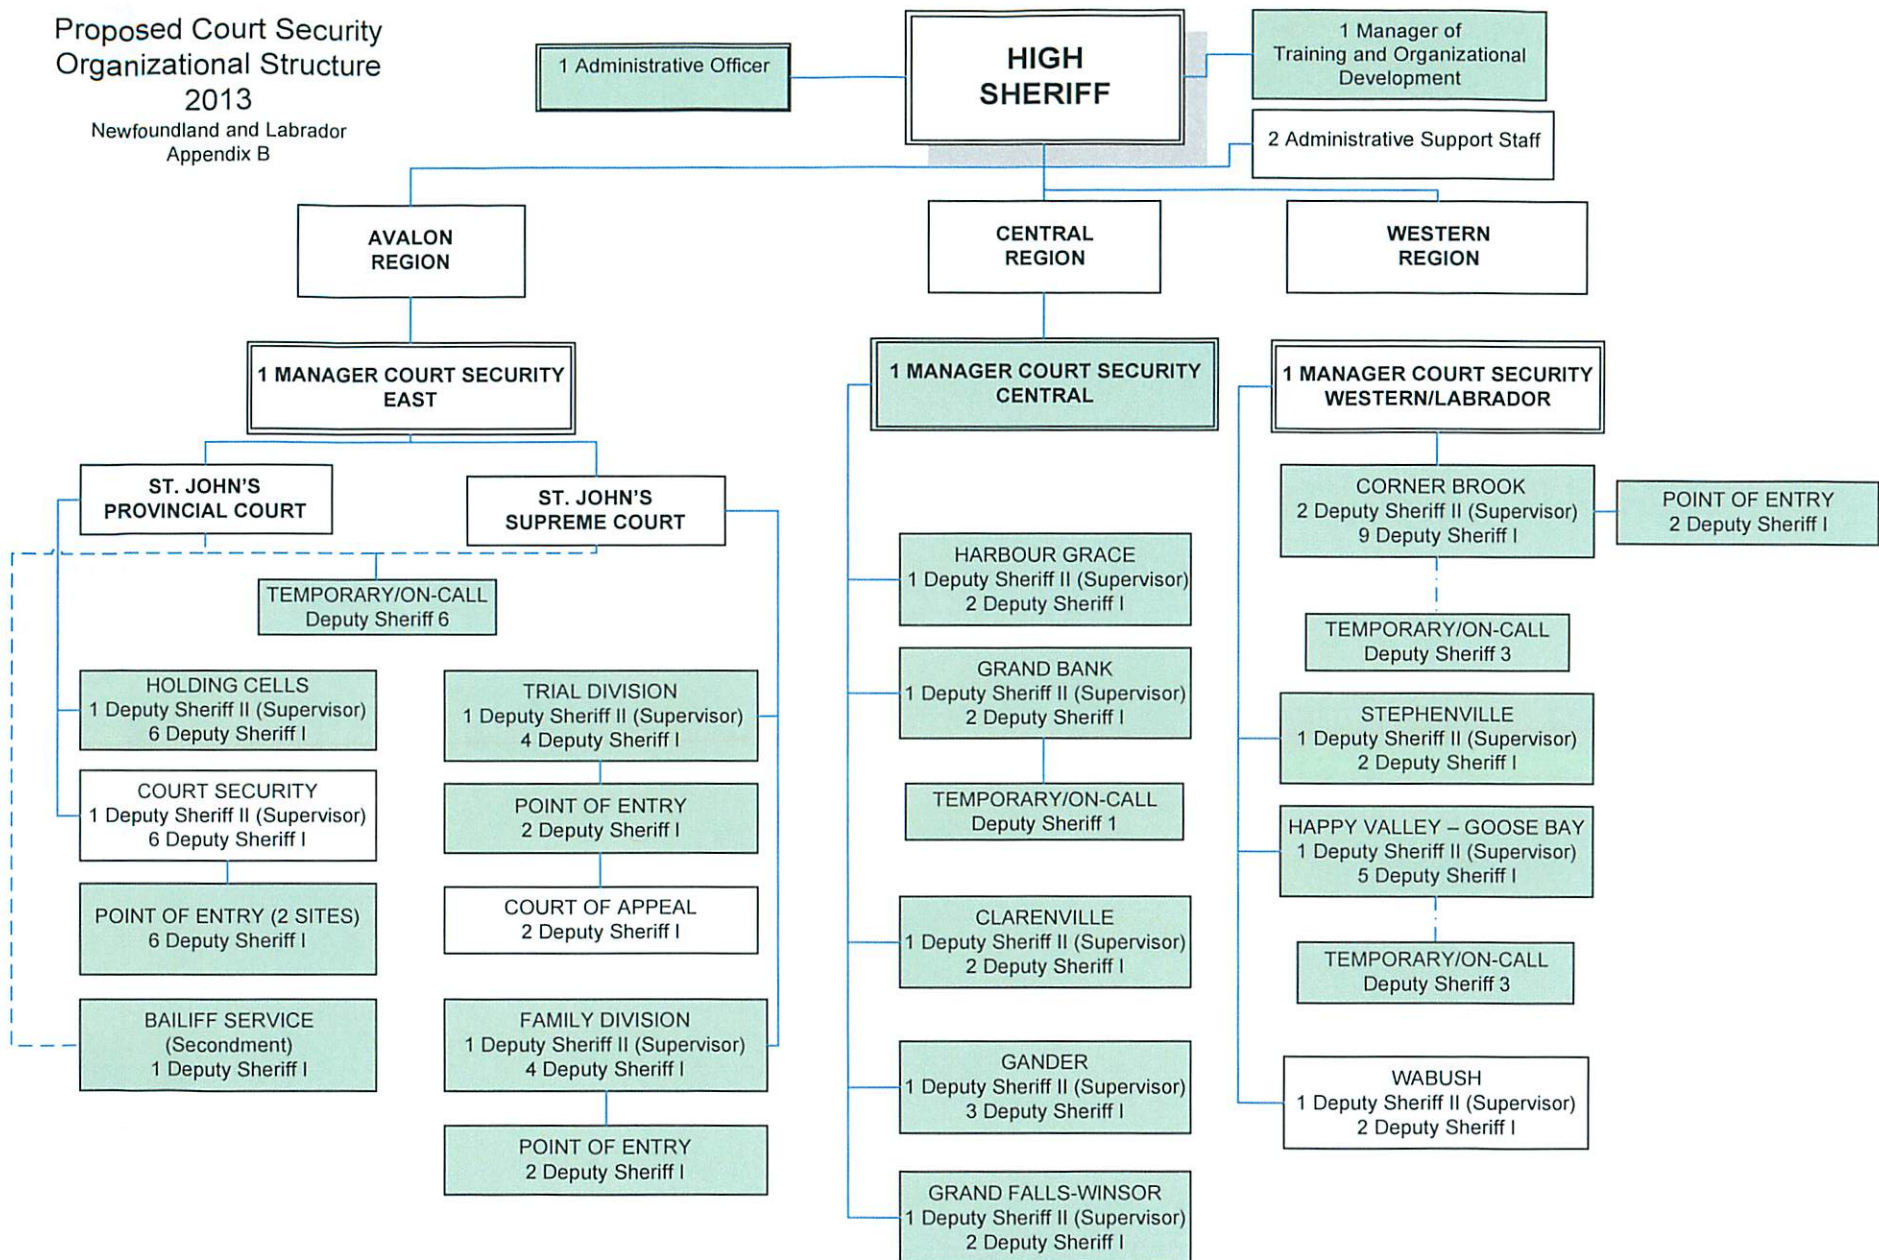 Proposed Court Security
Organizational Structure
2013
Newfoundland and Labrador
Appendix B
1 Administrative Officer
HIGH
SHERIFF
1 Manager of
Training and Organizational
Development
2 Administrative Support Staff
AVALON
REGION
CENTRAL
REGION
WESTERN
REGION
1 MANAGER COURT SECURITY
EAST
1 MANAGER COURT SECURITY
CENTRAL
1 MANAGER COURT SECURITY
WESTERN/LABRADOR
ST. JOHN'S
PROVINCIAL COURT
ST. JOHN'S
SUPREME COURT
TEMPORARY/ON-CALL
Deputy Sheriff 6
HOLDING CELLS
1 Deputy Sheriff II (Supervisor)
6 Deputy Sheriff I
COURT SECURITY
1 Deputy Sheriff II (Supervisor)
6 Deputy Sheriff I
POINT OF ENTRY (2 SITES)
6 Deputy Sheriff I
BAILIFF SERVICE
(Secondment)
1 Deputy Sheriff I
TRIAL DIVISION
1 Deputy Sheriff II (Supervisor)
4 Deputy Sheriff I
POINT OF ENTRY
2 Deputy Sheriff I
COURT OF APPEAL
2 Deputy Sheriff I
FAMILY DIVISION
1 Deputy Sheriff II (Supervisor)
4 Deputy Sheriff I
POINT OF ENTRY
2 Deputy Sheriff I
HARBOUR GRACE
1 Deputy Sheriff II (Supervisor)
2 Deputy Sheriff I
GRAND BANK
1 Deputy Sheriff II (Supervisor)
2 Deputy Sheriff I
TEMPORARY/ON-CALL
Deputy Sheriff 1
CLARENVILLE
1 Deputy Sheriff II (Supervisor)
2 Deputy Sheriff I
GANDER
1 Deputy Sheriff II (Supervisor)
3 Deputy Sheriff I
GRAND FALLS-WINSOR
1 Deputy Sheriff II (Supervisor)
2 Deputy Sheriff I
CORNER BROOK
2 Deputy Sheriff II (Supervisor)
9 Deputy Sheriff I
POINT OF ENTRY
2 Deputy Sheriff I
TEMPORARY/ON-CALL
Deputy Sheriff 3
STEPHENVILLE
1 Deputy Sheriff II (Supervisor)
2 Deputy Sheriff I
HAPPY VALLEY – GOOSE BAY
1 Deputy Sheriff II (Supervisor)
5 Deputy Sheriff I
TEMPORARY/ON-CALL
Deputy Sheriff 3
WABUSH
1 Deputy Sheriff II (Supervisor)
2 Deputy Sheriff I